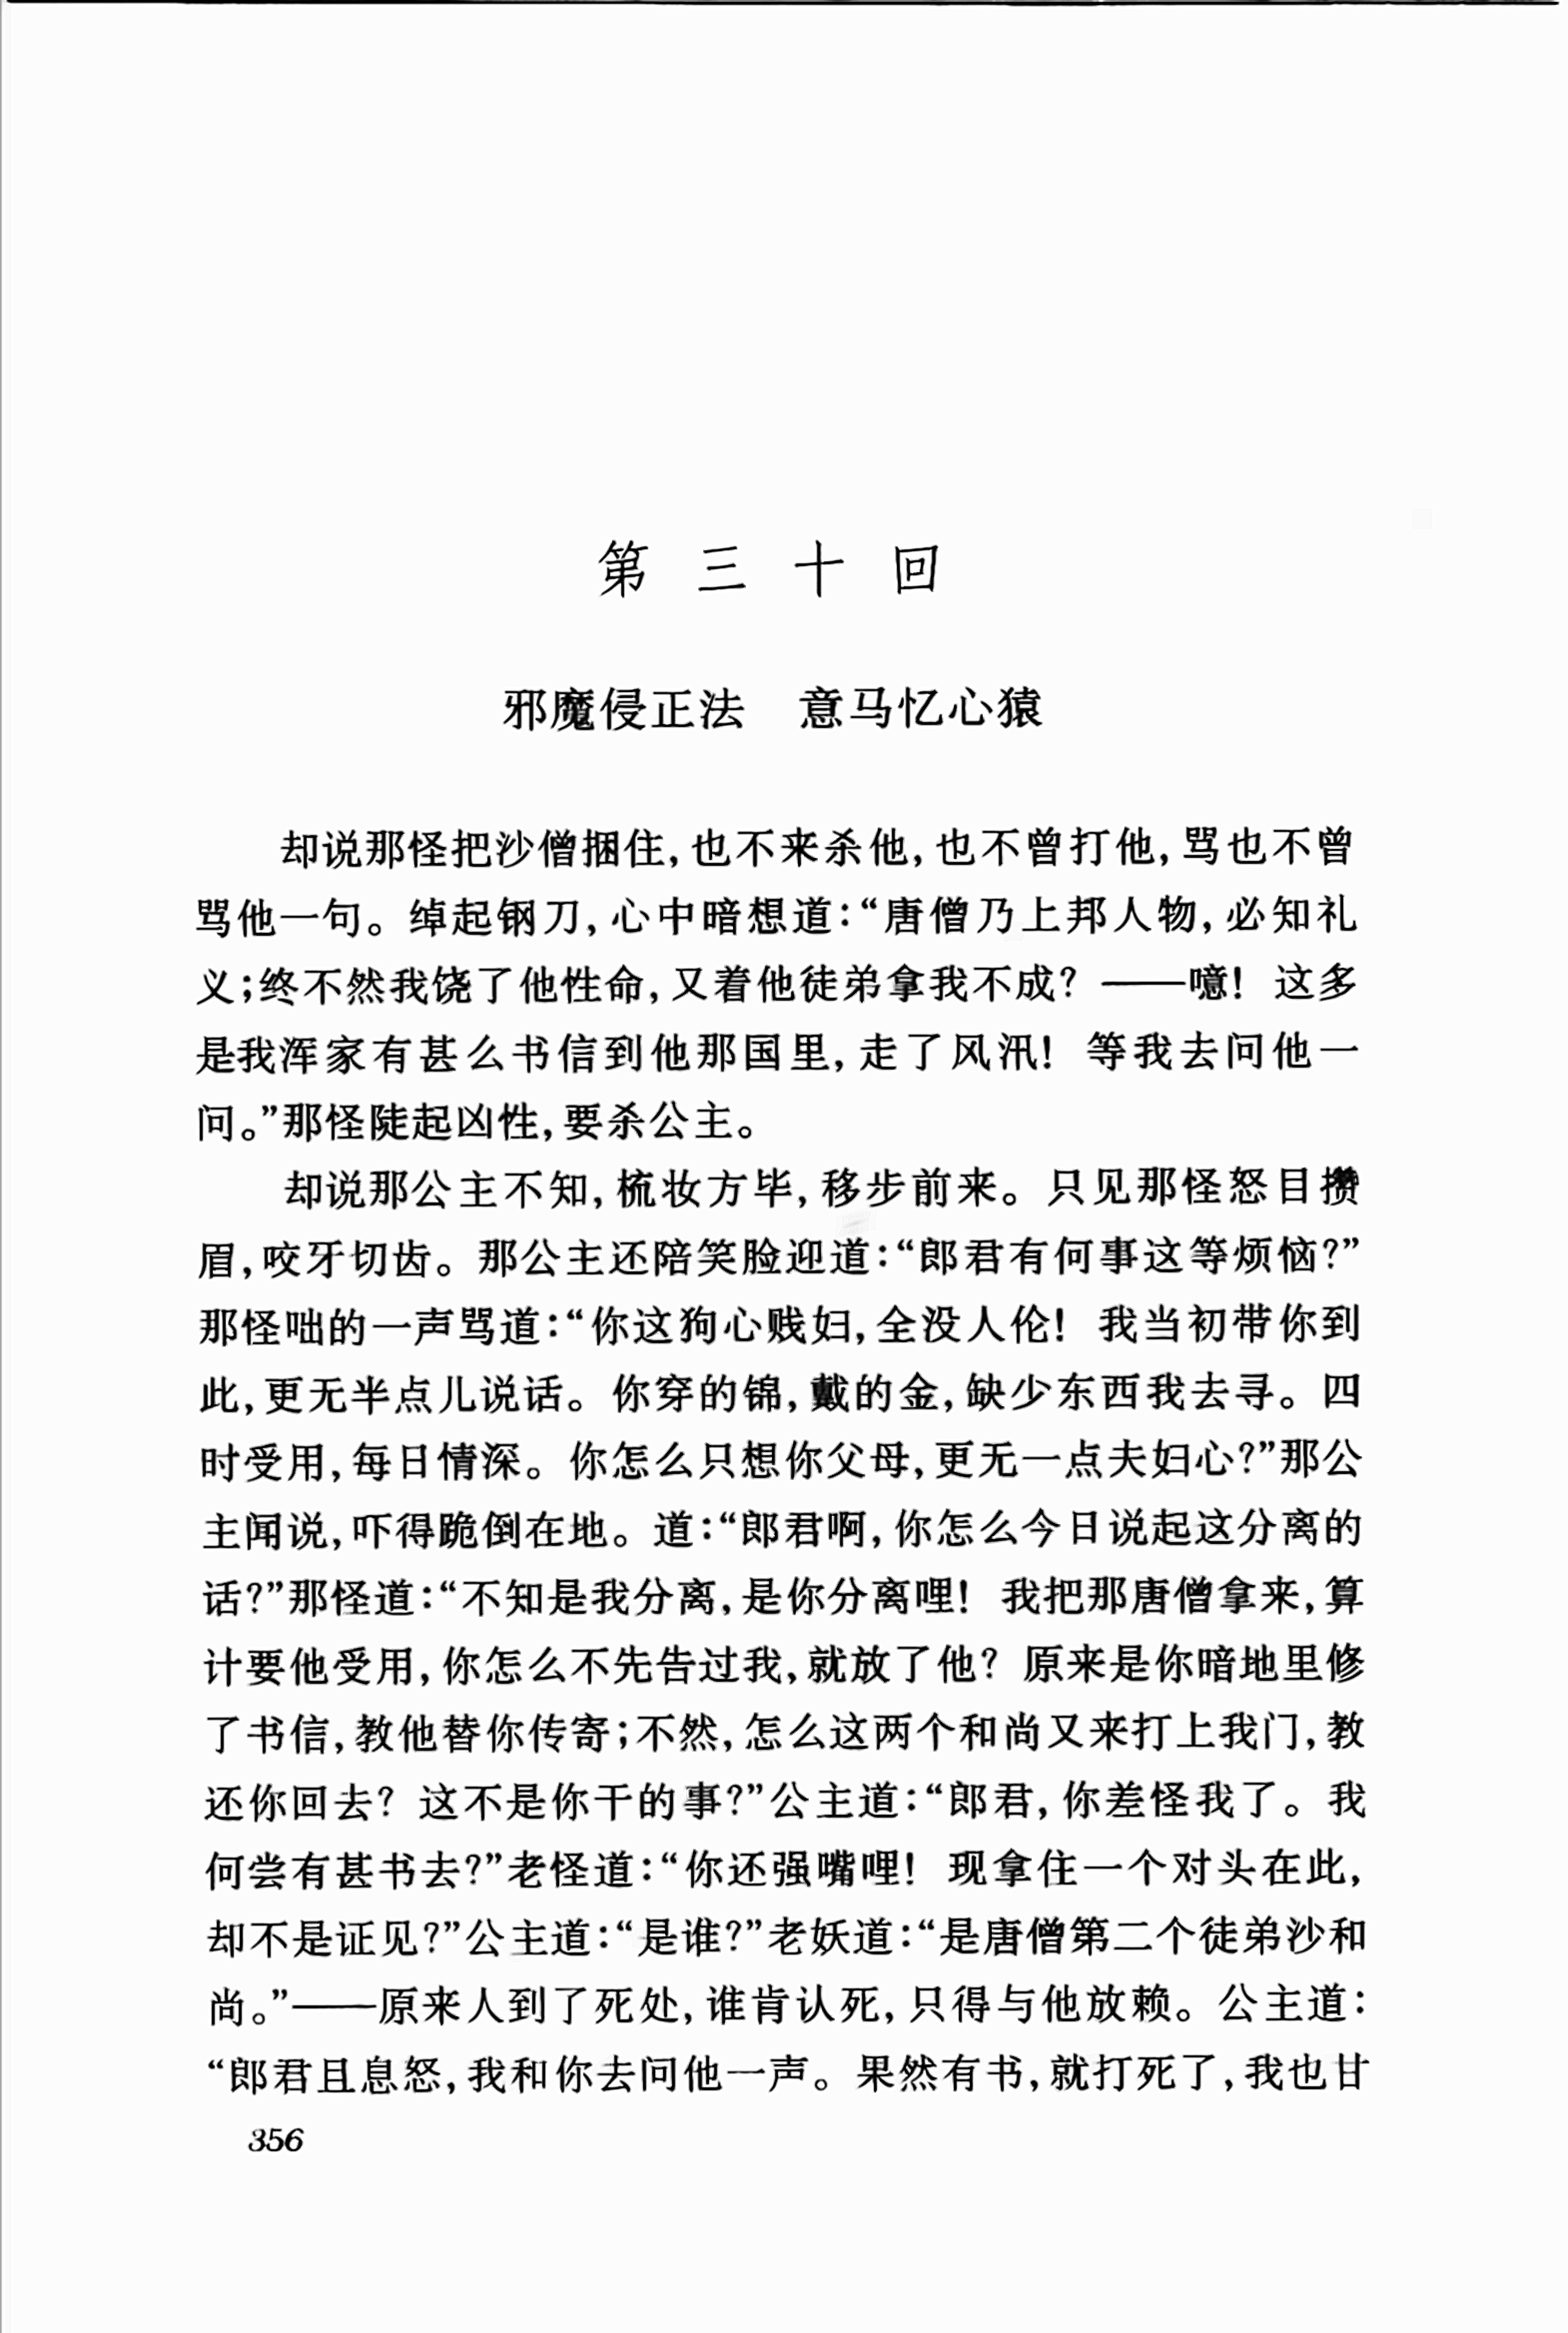 第三十回
邪魔侵正法　意马忆心猿
却说那怪把沙僧捆住,也不来杀他,也不曾打他,骂也不曾
骂他一句。绰起钢刀,心中暗想道:“唐僧乃上邦人物,必知礼
义;终不然我饶了他性命,又着他徒弟拿我不成? ——噫! 这多
是我浑家有甚么书信到他那国里,走了风汛! 等我去问他一
问。”那怪陡起凶性,要杀公主。
却说那公主不知,梳妆方毕,移步前来。只见那怪怒目攒
眉,咬牙切齿。那公主还陪笑脸迎道:“郎君有何事这等烦恼?”
那怪咄的一声骂道:“你这狗心贱妇,全没人伦! 我当初带你到
此,更无半点儿说话。你穿的锦,戴的金,缺少东西我去寻。四
时受用,每日情深。你怎么只想你父母,更无一点夫妇心?”那公
主闻说,吓得跪倒在地。道:“郎君啊,你怎么今日说起这分离的
话?”那怪道:“不知是我分离,是你分离哩! 我把那唐僧拿来,算
计要他受用,你怎么不先告过我,就放了他? 原来是你暗地里修
了书信,教他替你传寄;不然,怎么这两个和尚又来打上我门,教
还你回去? 这不是你干的事?”公主道:“郎君,你差怪我了。我
何尝有甚书去?”老怪道:“你还强嘴哩! 现拿住一个对头在此,
却不是证见?”公主道:“是谁?”老妖道:“是唐僧第二个徒弟沙和
尚。”——原来人到了死处,谁肯认死,只得与他放赖。公主道:
“郎君且息怒,我和你去问他一声。果然有书,就打死了,我也甘
356